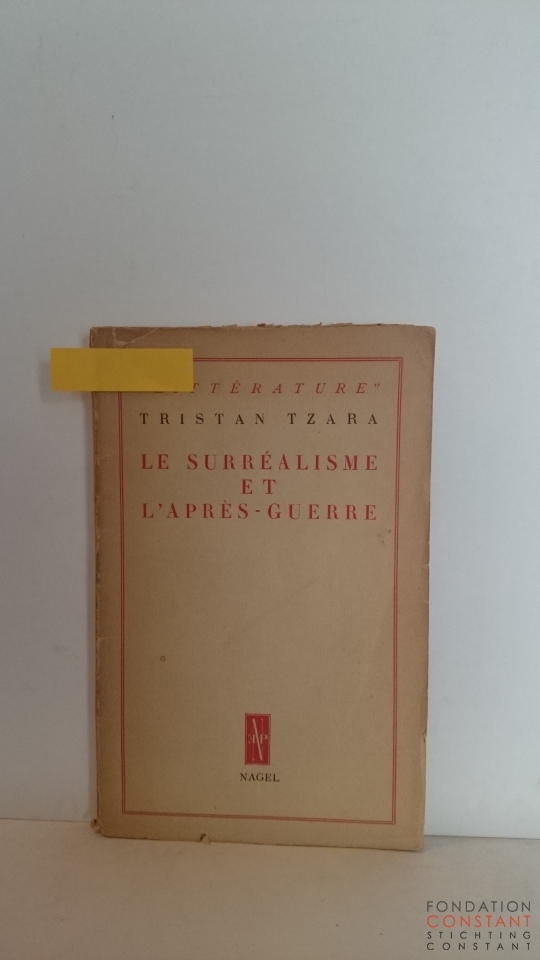 TRISTAN TZARA
LE SURRÉALISME
ET
L'APRÈS-GUERRE
NAGEL
FONDATION
CONSTANT
STICHTING
CONSTANT